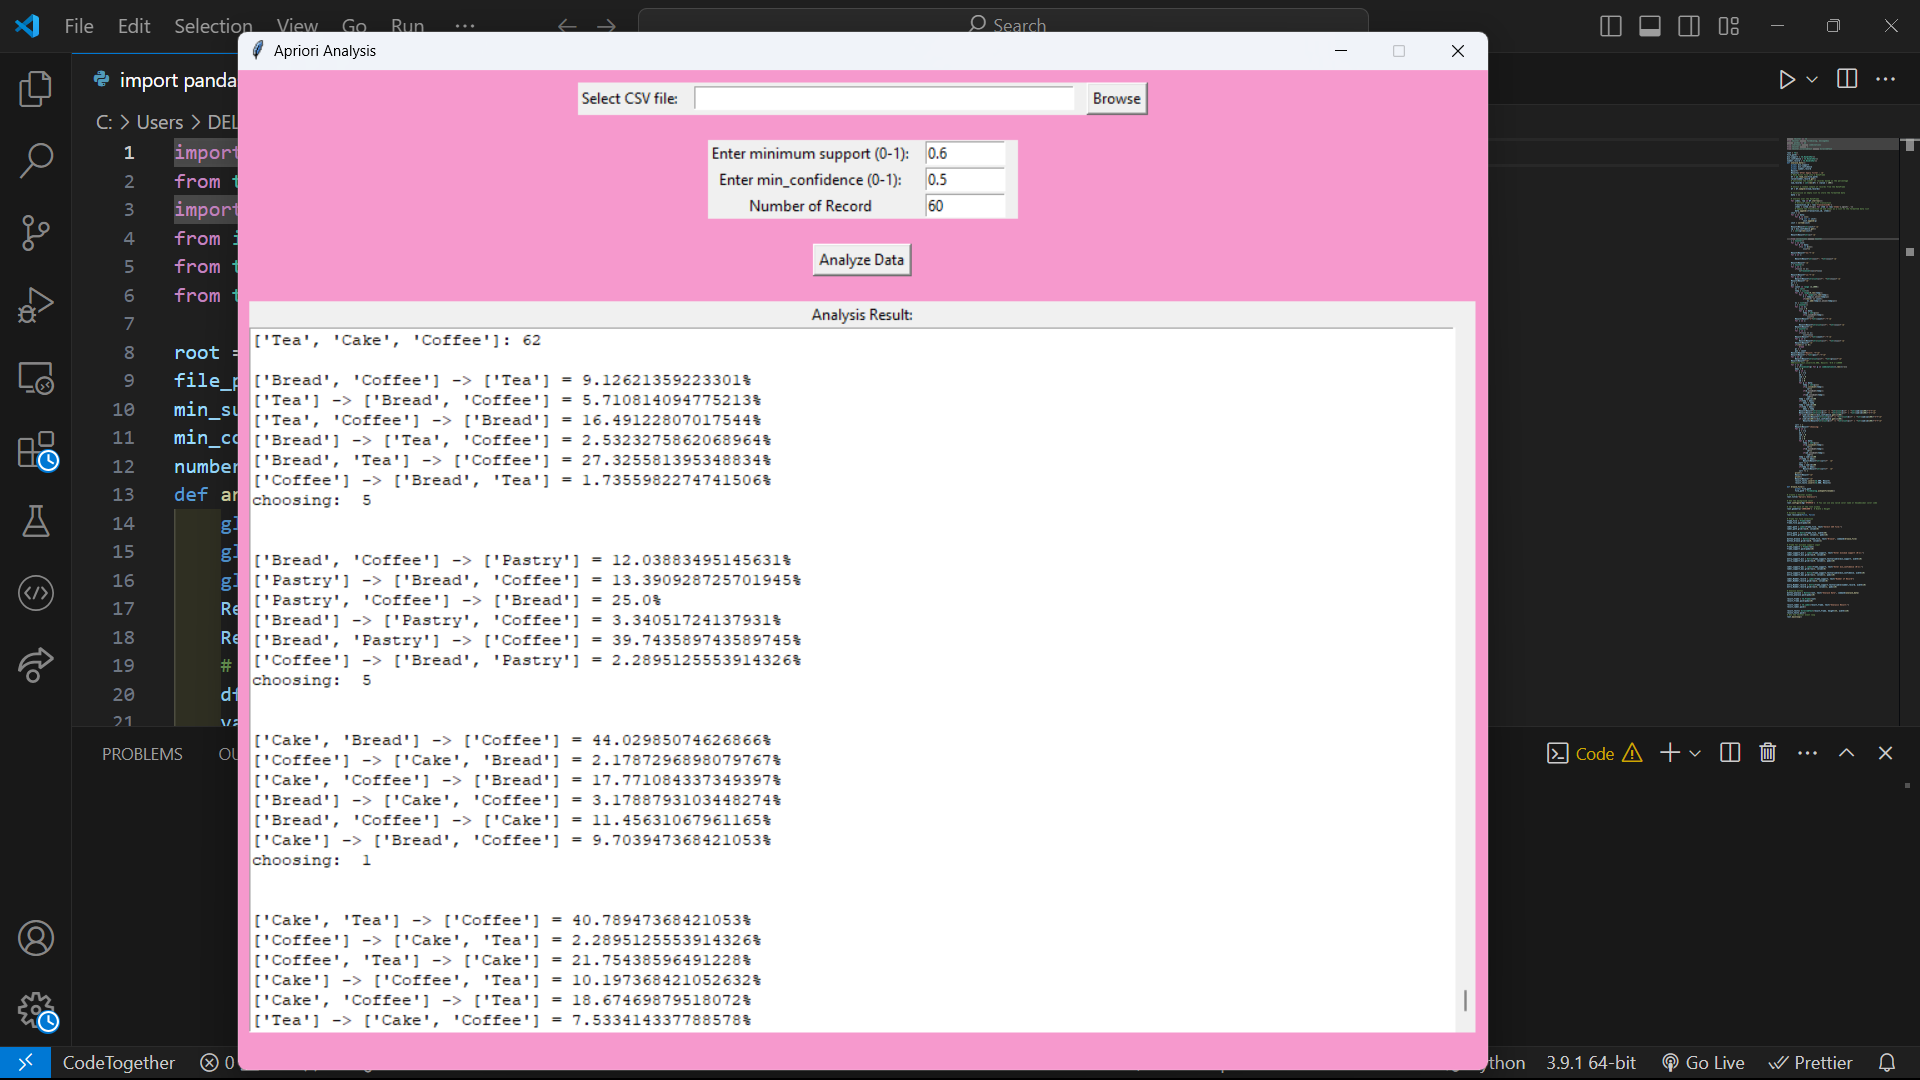 File Edit Selection View Go Run ··· Search
Apriori Analysis
import panda
Select CSV file: Browse
C: > Users > DEL
Enter minimum support (0-1): 0.6
Enter min_confidence (0-1): 0.5
Number of Record 60
Analyze Data
1 import
2 from t
3 import
4 from i
5 from t
6 from t
7
8 root =
9 file_p
10 min_su
11 min_co
12 number
13 def an
14 gl
15 gl
16 gl
17 Re
18 Re
19 #
20 df
21 va
Analysis Result:
['Tea', 'Cake', 'Coffee']: 62
['Bread', 'Coffee'] -> ['Tea'] = 9.12621359223301%
['Tea'] -> ['Bread', 'Coffee'] = 5.710814094775213%
['Tea', 'Coffee'] -> ['Bread'] = 16.491228070175444%
['Bread'] -> ['Tea', 'Coffee'] = 2.5323275862068964%
['Bread', 'Tea'] -> ['Coffee'] = 27.325581395348834%
['Coffee'] -> ['Bread', 'Tea'] = 1.7355982274741506%
choosing: 5
['Bread', 'Coffee'] -> ['Pastry'] = 12.03883495145631%
['Pastry'] -> ['Bread', 'Coffee'] = 13.390928725701945%
['Pastry', 'Coffee'] -> ['Bread'] = 25.0%
['Bread'] -> ['Pastry', 'Coffee'] = 3.34051724137931%
['Bread', 'Pastry'] -> ['Coffee'] = 39.743589743589745%
['Coffee'] -> ['Bread', 'Pastry'] = 2.2895125553914326%
choosing: 5
['Cake', 'Bread'] -> ['Coffee'] = 44.02985074626866%
['Coffee'] -> ['Cake', 'Bread'] = 2.1787296898079767%
['Cake', 'Coffee'] -> ['Bread'] = 17.771084337349397%
['Bread'] -> ['Cake', 'Coffee'] = 3.1788793103448274%
['Bread', 'Coffee'] -> ['Cake'] = 11.45631067961165%
['Cake'] -> ['Bread', 'Coffee'] = 9.703947368421053%
choosing: 1
['Cake', 'Tea'] -> ['Coffee'] = 40.78947368421053%
['Coffee'] -> ['Cake', 'Tea'] = 2.2895125553914326%
['Coffee', 'Tea'] -> ['Cake'] = 21.75438596491228%
['Cake'] -> ['Coffee', 'Tea'] = 10.197368421052632%
['Cake', 'Coffee'] -> ['Tea'] = 18.67469879518072%
['Tea'] -> ['Cake', 'Coffee'] = 7.533414337788578%
PROBLEMS OU
Code
CodeTogether 0
ython 3.9.1 64-bit Go Live Prettier